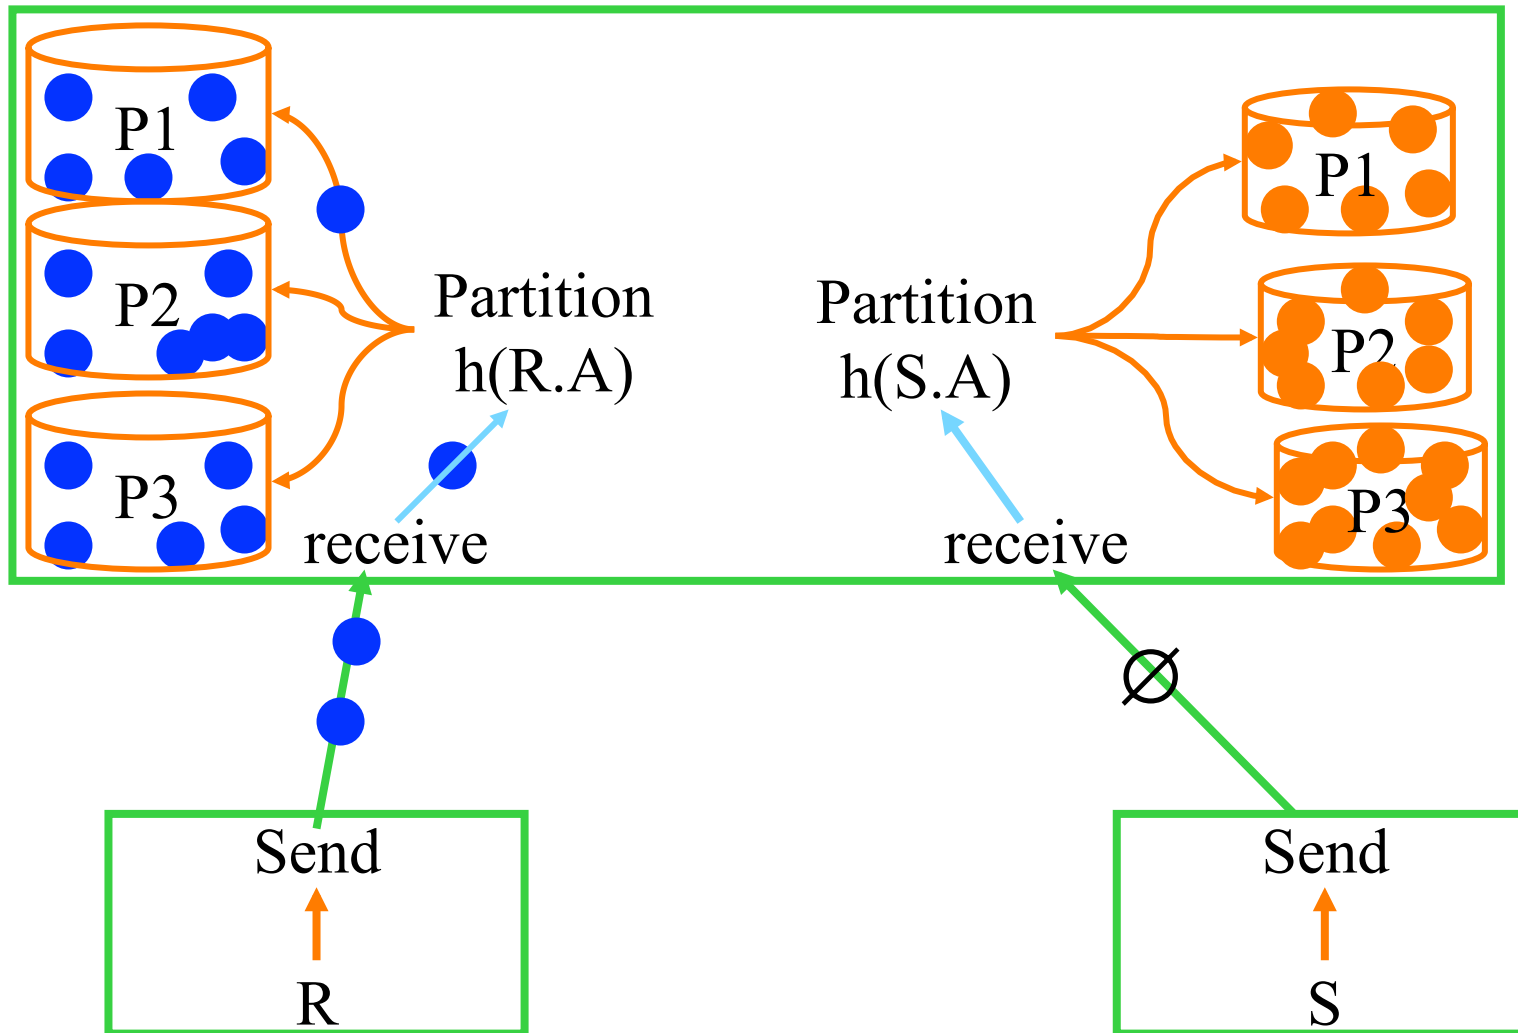 P1
P2
P3
Partition
h(R.A)
receive
Partition
h(S.A)
receive
P1
P2
P3
∅
Send
R
Send
S